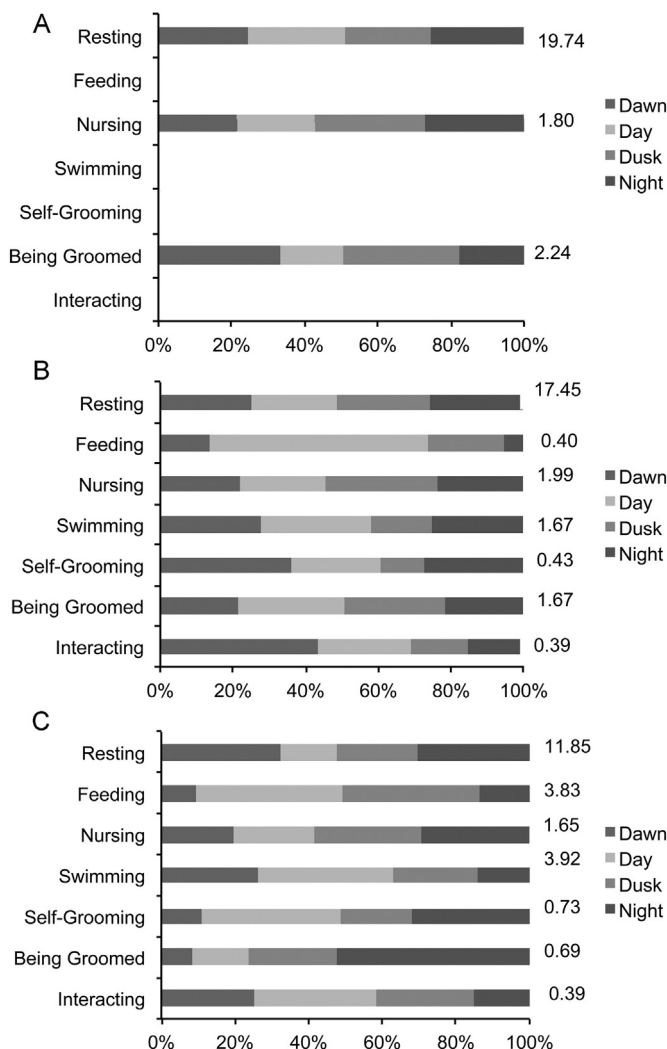 A
Resting 19.74
Feeding
Nursing 1.80
Swimming
Self-Grooming
Being Groomed 2.24
Interacting
0% 20% 40% 60% 80% 100%
Dawn
Day
Dusk
Night
B
Resting 17.45
Feeding 0.40
Nursing 1.99
Swimming 1.67
Self-Grooming 0.43
Being Groomed 1.67
Interacting 0.39
0% 20% 40% 60% 80% 100%
Dawn
Day
Dusk
Night
C
Resting 11.85
Feeding 3.83
Nursing 1.65
Swimming 3.92
Self-Grooming 0.73
Being Groomed 0.69
Interacting 0.39
0% 20% 40% 60% 80% 100%
Dawn
Day
Dusk
Night